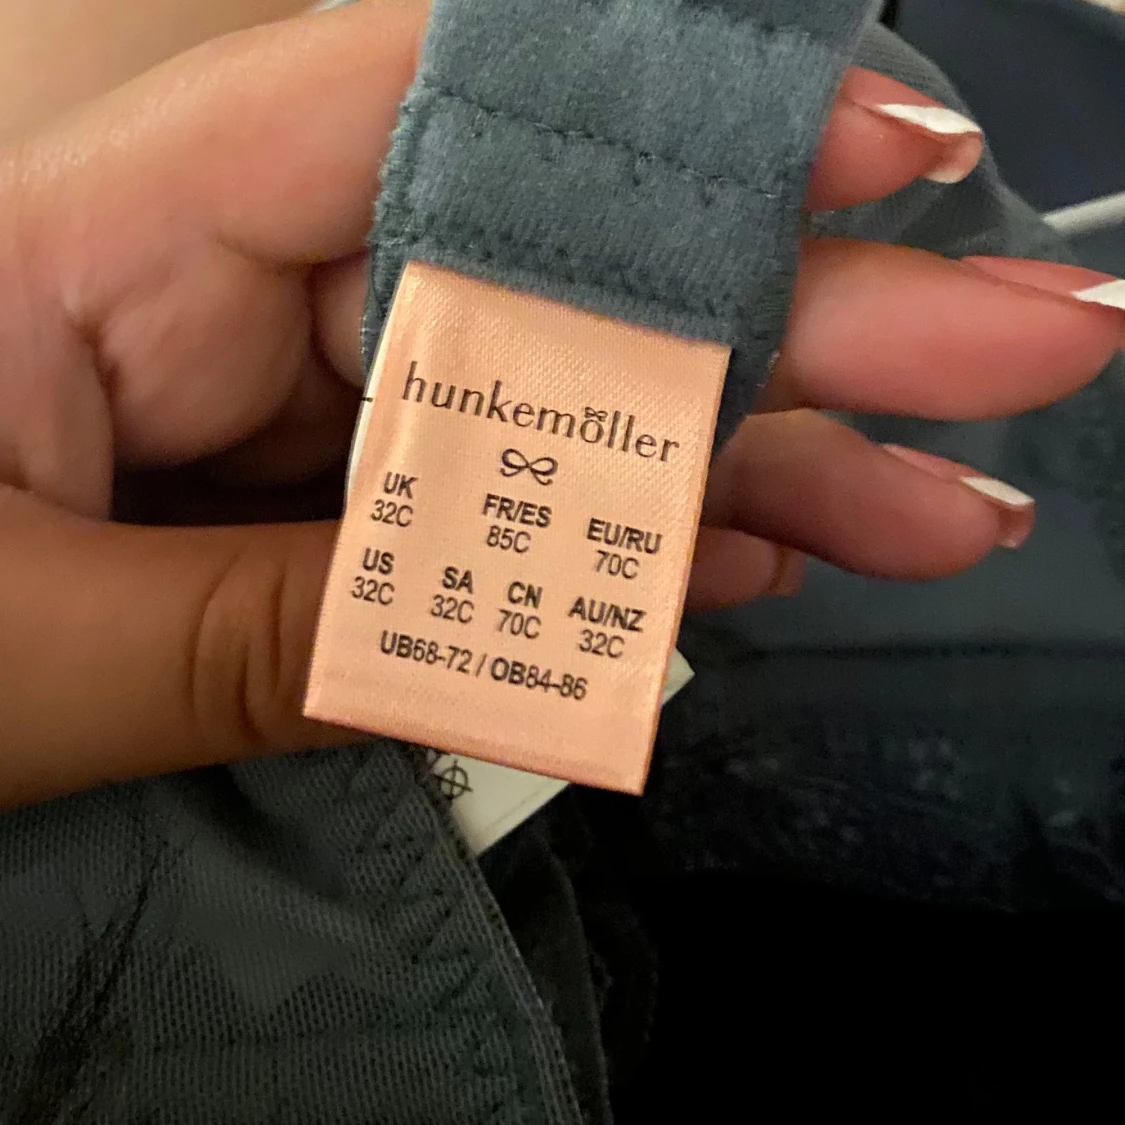 hunkemöller
UK FR/ES EU/RU
32C 85C 70C
US SA CN AU/NZ
32C 32C 70C 32C
UB68-72 / OB84-86